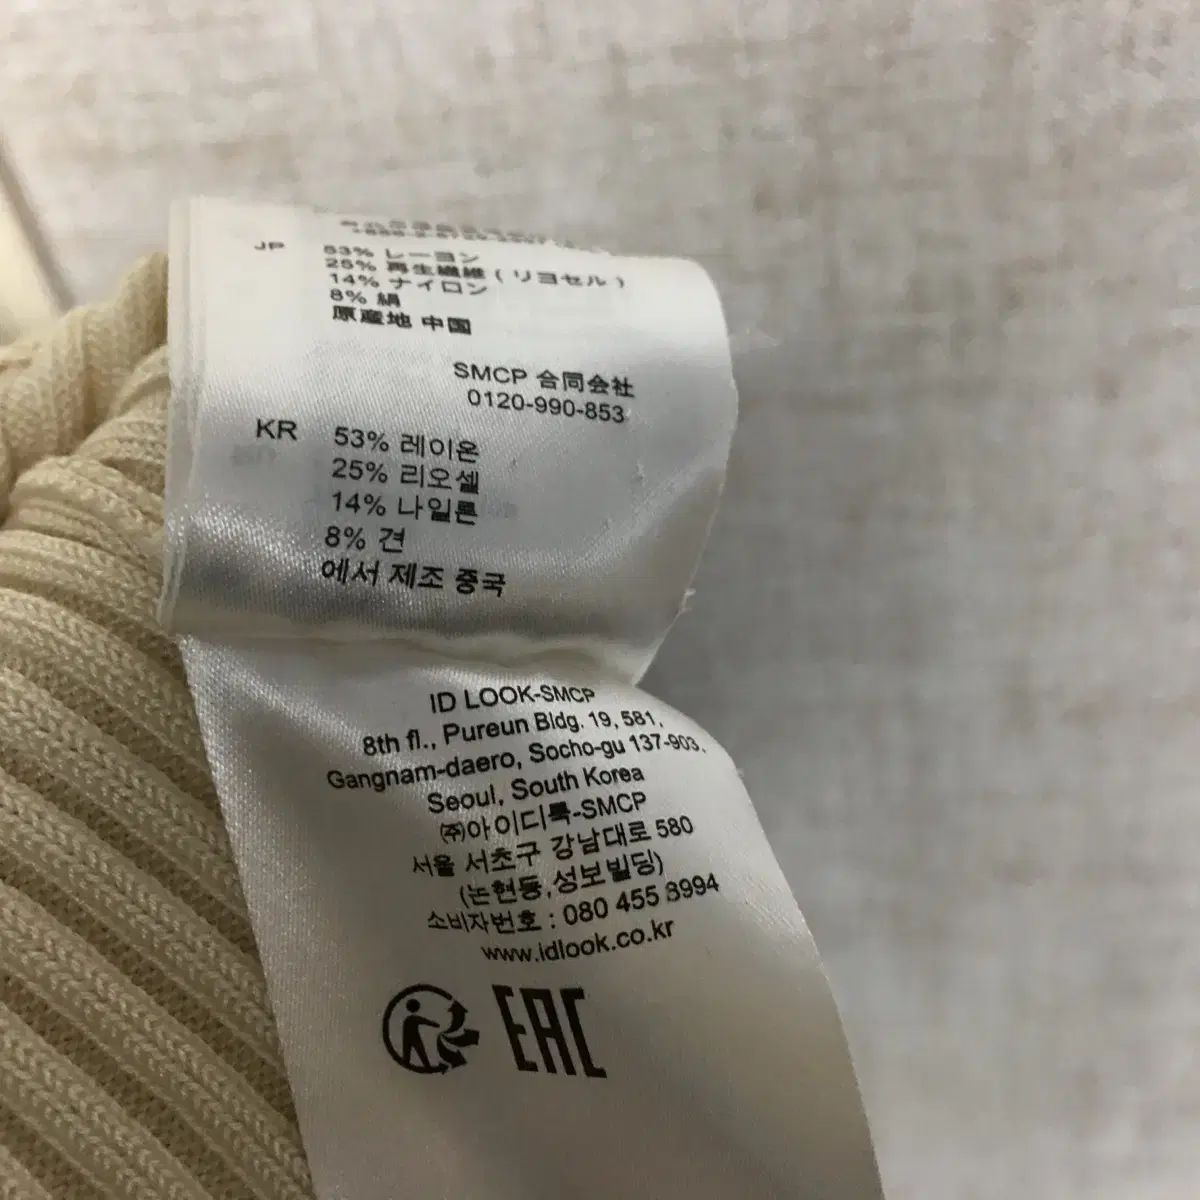 JP
53% レーヨン
25% 再生繊維 ( リヨセル )
14% ナイロン
8% 絹
原産地 中国
SMCP 合同会社
0120-990-853
KR
53% 레이온
25% 리오셀
14% 나일론
8% 견
에서 제조 중국
ID LOOK-SMCP
8th fl., Pureun Bldg. 19, 581,
Gangnam-daero, Socho-gu 137-903,
Seoul, South Korea
㈜아이디룩-SMCP
서울 서초구 강남대로 580
(논현동,성보빌딩)
소비자번호 : 080 455 8994
www.idlook.co.kr
EAC